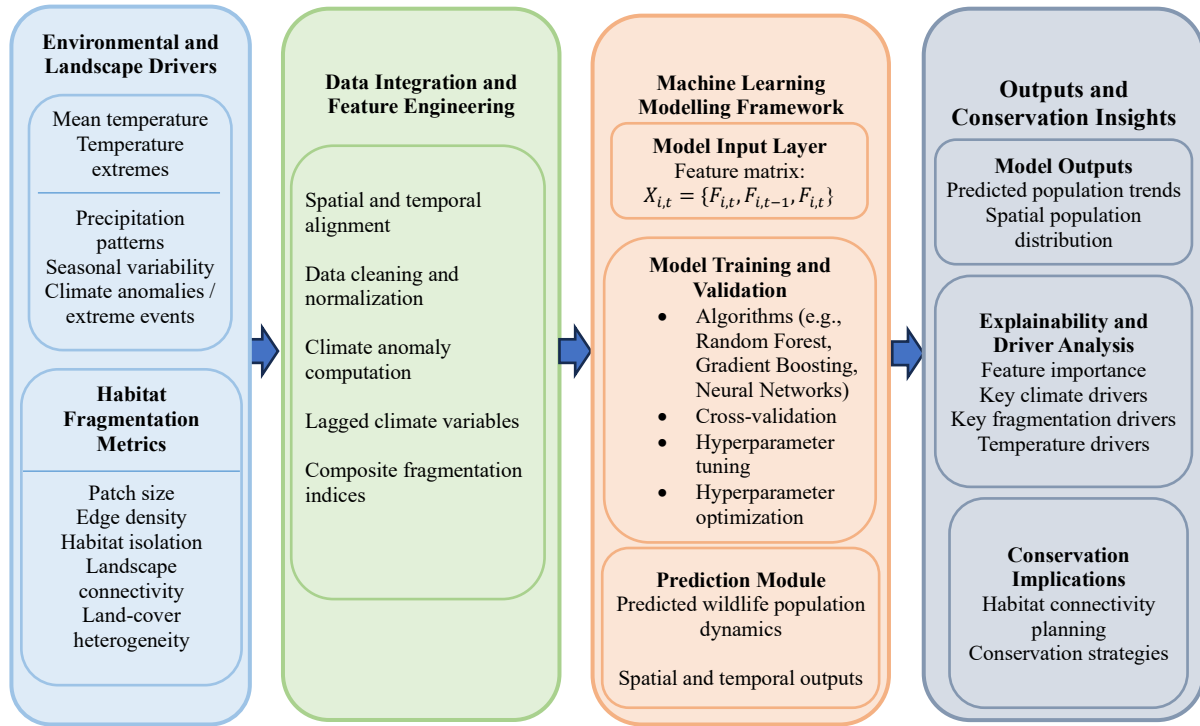 Environmental and
Landscape Drivers
Mean temperature
Temperature
extremes
Precipitation
patterns
Seasonal variability
Climate anomalies /
extreme events
Habitat
Fragmentation
Metrics
Patch size
Edge density
Habitat isolation
Landscape
connectivity
Land-cover
heterogeneity
Data Integration and
Feature Engineering
Spatial and temporal
alignment
Data cleaning and
normalization
Climate anomaly
computation
Lagged climate variables
Composite fragmentation
indices
Machine Learning
Modelling Framework
Model Input Layer
Feature matrix:
X_{i,t} = {F_{i,t}, F_{i,t−1}, F_{i,t}}
Model Training and
Validation
• Algorithms (e.g.,
Random Forest,
Gradient Boosting,
Neural Networks)
• Cross-validation
• Hyperparameter
tuning
• Hyperparameter
optimization
Prediction Module
Predicted wildlife population
dynamics
Spatial and temporal outputs
Outputs and
Conservation Insights
Model Outputs
Predicted population trends
Spatial population
distribution
Explainability and
Driver Analysis
Feature importance
Key climate drivers
Key fragmentation drivers
Temperature drivers
Conservation
Implications
Habitat connectivity
planning
Conservation strategies